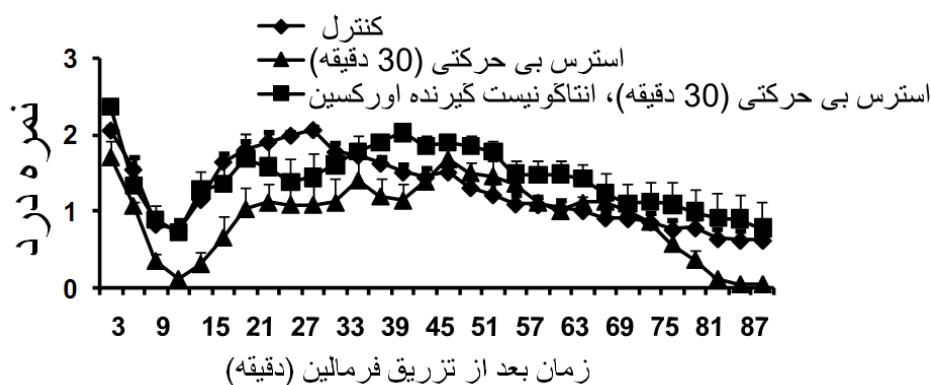 کنترل
استرس بی حرکتی (30 دقیقه)
استرس بی حرکتی (30 دقیقه)، انتاگونیست گیرنده اورکسین
نمره درد
3
2
1
0
3 9 15 21 27 33 39 45 51 57 63 69 75 81 87
زمان بعد از تزریق فرمالین (دقیقه)